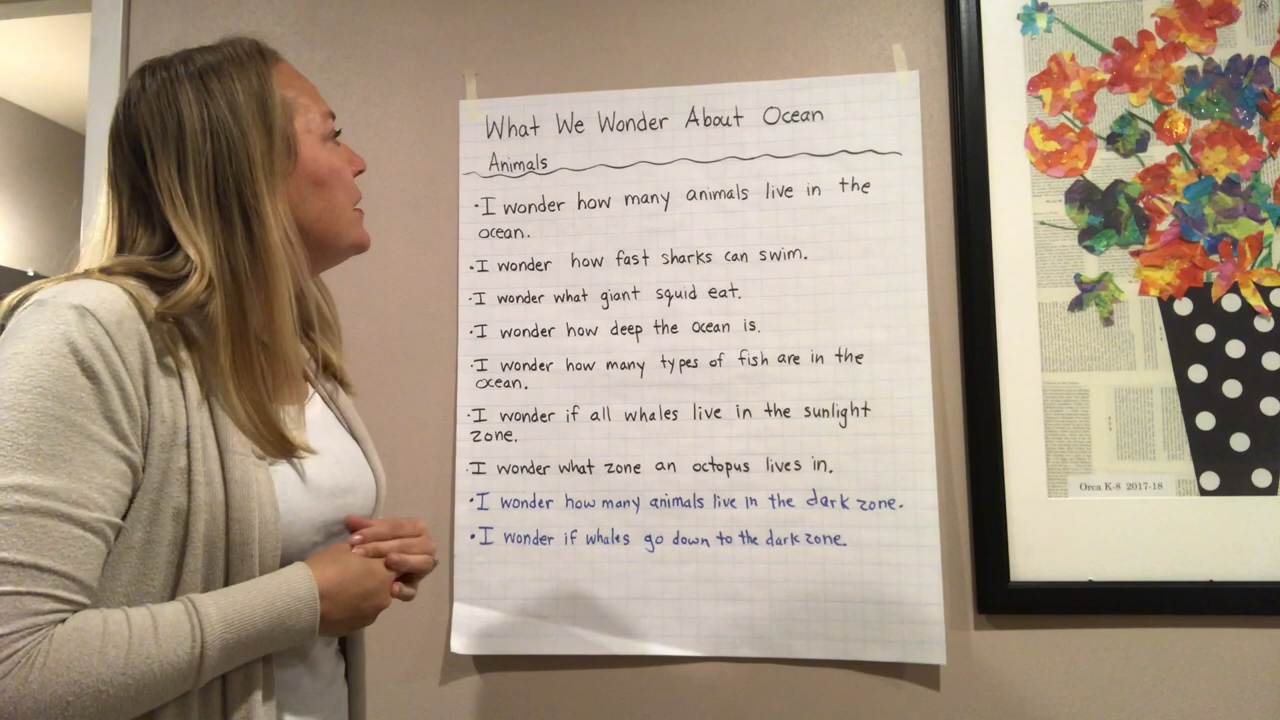 What We Wonder About Ocean
Animals
·I wonder how many animals live in the
ocean.
·I wonder how fast sharks can swim.
·I wonder what giant squid eat.
·I wonder how deep the ocean is.
·I wonder how many types of fish are in the
ocean.
·I wonder if all whales live in the sunlight
zone.
·I wonder what zone an octopus lives in.
·I wonder how many animals live in the dark zone.
·I wonder if whales go down to the dark zone.
Orca K-8 2017-18